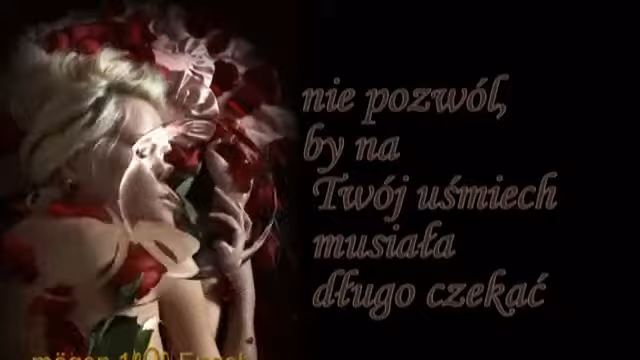 nie pozwól,
by na
Twój uśmiech
musiała
długo czekać